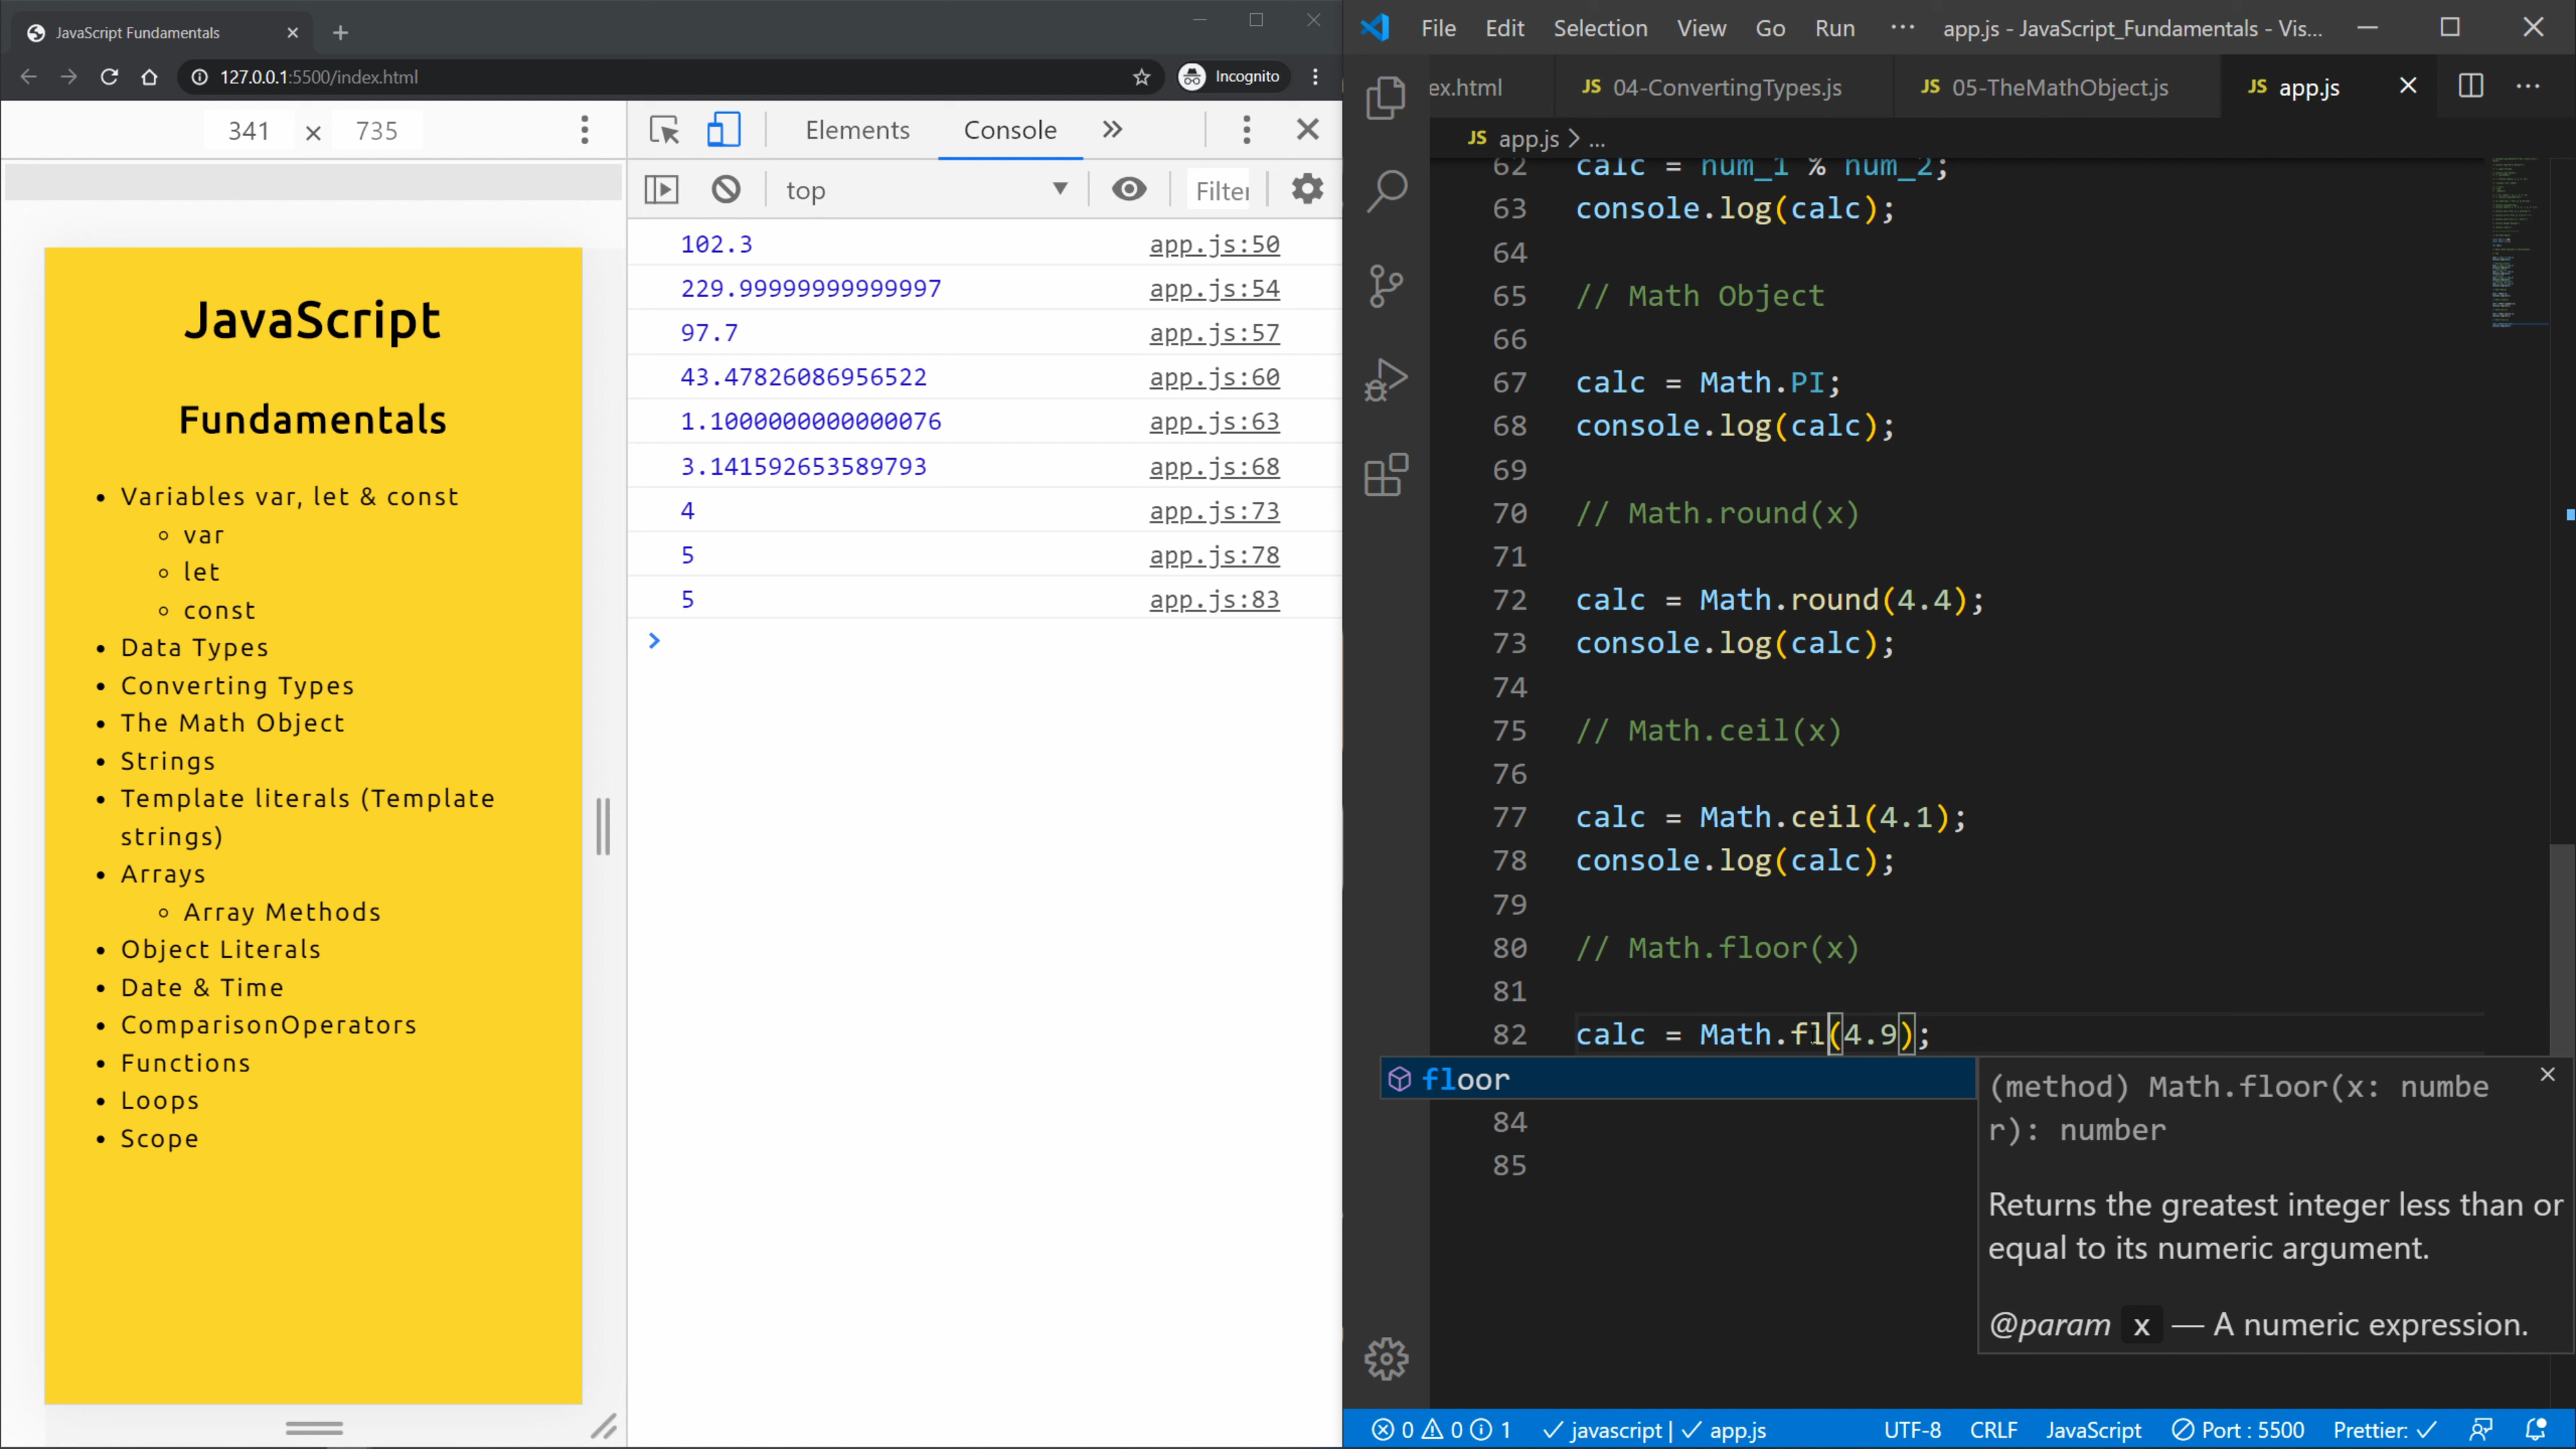 JavaScript Fundamentals
127.0.0.1:5500/index.html
Incognito
341 × 735
Elements
Console
top
Filter
102.3 app.js:50
229.99999999999997 app.js:54
97.7 app.js:57
43.47826086956522 app.js:60
1.1000000000000076 app.js:63
3.141592653589793 app.js:68
4 app.js:73
5 app.js:78
5 app.js:83
JavaScript
Fundamentals
Variables var, let & const
var
let
const
Data Types
Converting Types
The Math Object
Strings
Template literals (Template
strings)
Arrays
Array Methods
Object Literals
Date & Time
ComparisonOperators
Functions
Loops
Scope
File Edit Selection View Go Run ··· app.js - JavaScript_Fundamentals - Vis...
ex.html JS 04-ConvertingTypes.js JS 05-TheMathObject.js JS app.js
JS app.js > ...
62 calc = num_1 % num_2;
63 console.log(calc);
64
65 // Math Object
66
67 calc = Math.PI;
68 console.log(calc);
69
70 // Math.round(x)
71
72 calc = Math.round(4.4);
73 console.log(calc);
74
75 // Math.ceil(x)
76
77 calc = Math.ceil(4.1);
78 console.log(calc);
79
80 // Math.floor(x)
81
82 calc = Math.fl(4.9);
floor
84
85
(method) Math.floor(x: numbe
r): number
Returns the greatest integer less than or
equal to its numeric argument.
@param x — A numeric expression.
0 0 1 javascript | app.js UTF-8 CRLF JavaScript Port : 5500 Prettier: ✓